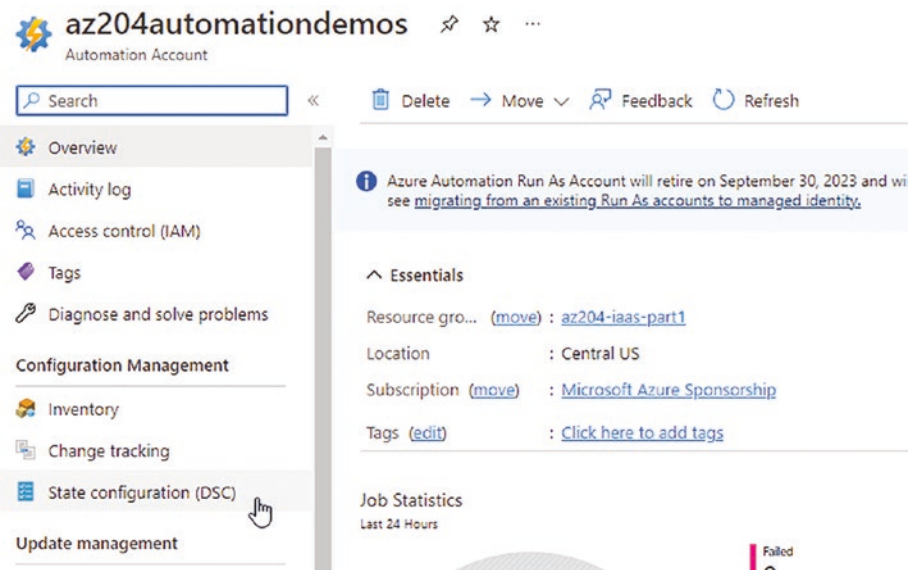 az204automationdemos
Automation Account
Search
Overview
Activity log
Access control (IAM)
Tags
Diagnose and solve problems
Configuration Management
Inventory
Change tracking
State configuration (DSC)
Update management
Delete Move Feedback Refresh
Azure Automation Run As Account will retire on September 30, 2023 and
see migrating from an existing Run As accounts to managed identity.
Essentials
Resource gro... (move) : az204-iaas-part1
Location : Central US
Subscription (move) : Microsoft Azure Sponsorship
Tags (edit) : Click here to add tags
Job Statistics
Last 24 Hours
Failed